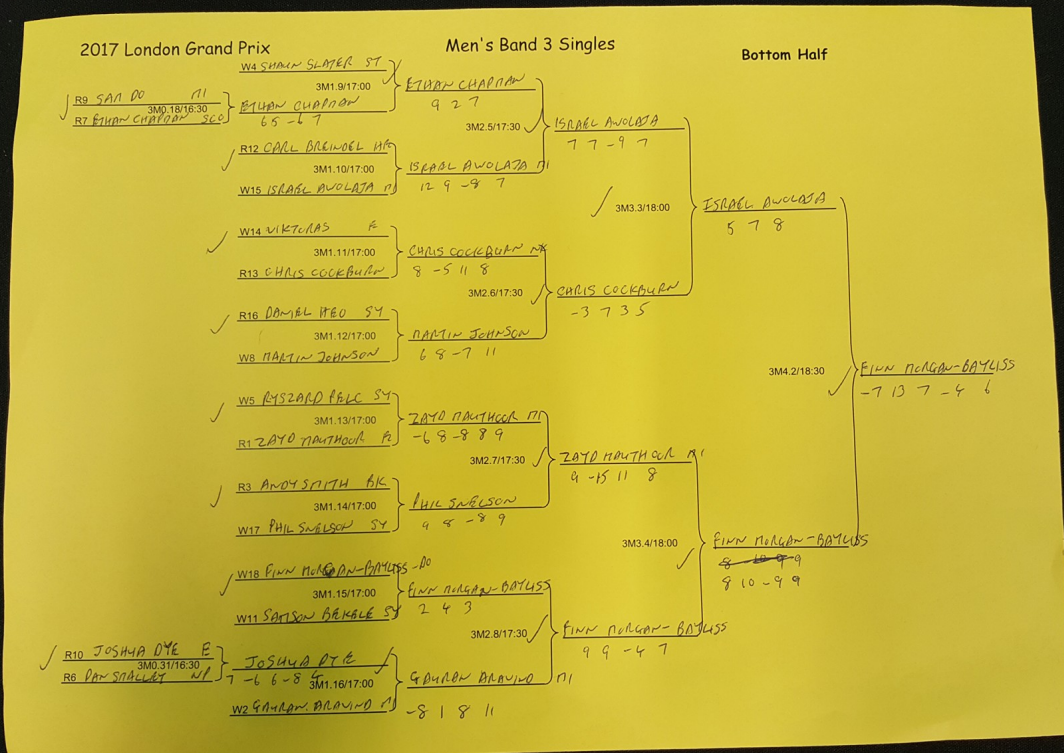 2017 London Grand Prix
Men's Band 3 Singles
Bottom Half
W4 SHAUN SLATER SY
3M1.9/17:00
R9 SAM DO MI
3M0.18/16:30
R7 ETHAN CHAPMAN SCO
ETHAN CHAPMAN
6 5 -6 7
ETHAN CHAPMAN
9 2 7
3M2.5/17:30
R12 CARL BREINDEL
3M1.10/17:00
W15 ISRAEL AWOLAJA MI
ISRAEL AWOLAJA MI
12 9 -8 7
ISRAEL AWOLAJA
7 7 -9 7
3M3.3/18:00
W14 VIKTORAS
3M1.11/17:00
R13 CHRIS COCKBURN
CHRIS COCKBURN
8 -5 11 8
3M2.6/17:30
R16 DANIEL HEO SY
3M1.12/17:00
W8 MARTIN JOHNSON
MARTIN JOHNSON
6 8 -7 11
CHRIS COCKBURN
-3 7 3 5
ISRAEL AWOLAJA
5 7 8
3M4.2/18:30
FINN MORGAN-BAYLISS
-7 13 7 -4 6
W5 RYSZARD PELC SY
3M1.13/17:00
R1 ZAYD MAUTHOOR
ZAYD MAUTHOOR MI
-6 8 -8 8 9
3M2.7/17:30
R3 ANDY SMITH BK
3M1.14/17:00
W17 PHIL SNELSON SY
PHIL SNELSON
9 8 -8 9
ZAYD MAUTHOOR MI
9 -15 11 8
3M3.4/18:00
FINN MORGAN-BAYLISS
8 -10 9 9
8 10 -9 9
W18 FINN MORGAN-BAYLISS-DO
3M1.15/17:00
W11 SAMSON BEKELE SY
FINN MORGAN-BAYLISS
2 4 3
3M2.8/17:30
FINN MORGAN-BAYLISS
9 9 -4 7
R10 JOSHUA DYE E
3M0.31/16:30
R6 DAN SMALLEY NP
JOSHUA DYE
7 -6 6 -8
3M1.16/17:00
W2 GAURAN ARAVIND MI
GAURAN ARAVIND MI
-8 1 8 11